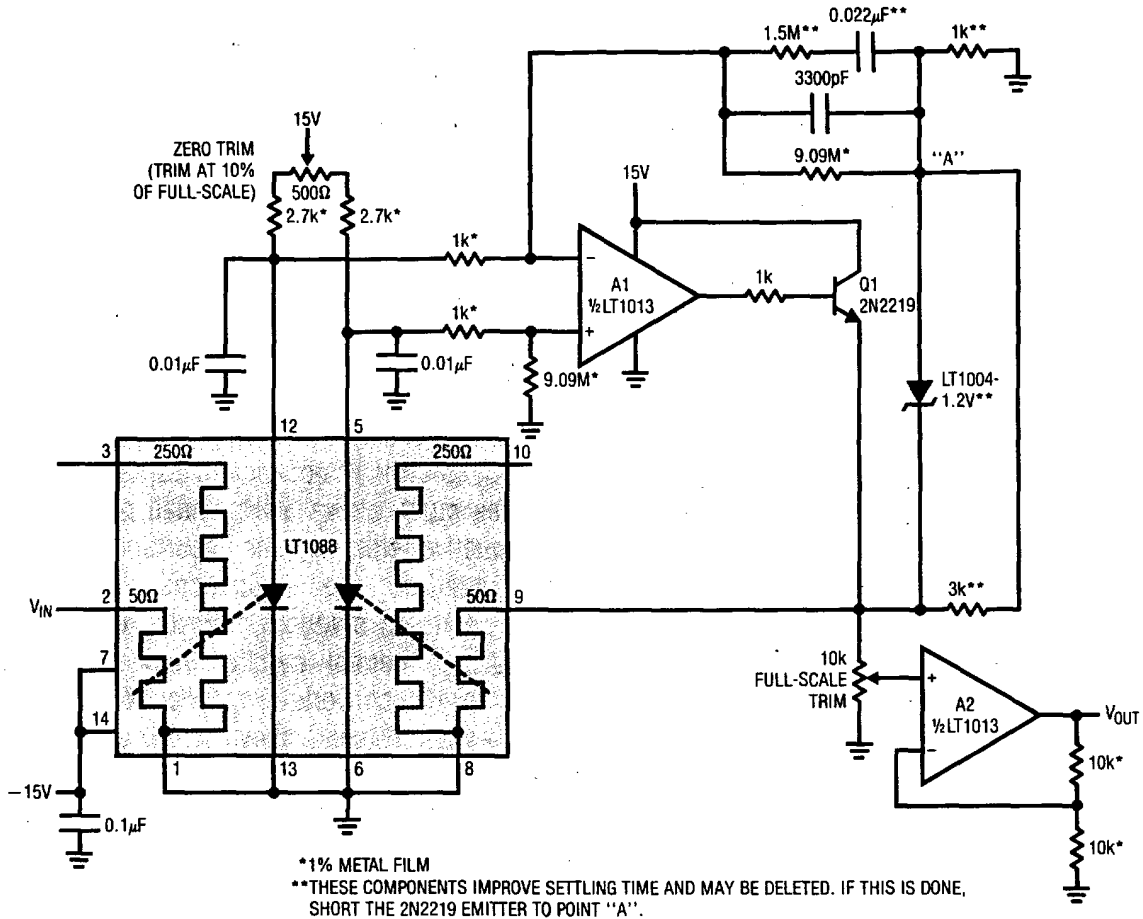 0.022μF**
1.5M**
1k**
3300pF
15V
ZERO TRIM
(TRIM AT 10%
OF FULL-SCALE)
500Ω
9.09M*
"A"
15V
2.7k*
2.7k*
1k*
−
A1
½LT1013
1k
Q1
2N2219
1k*
+
0.01μF
0.01μF
9.09M*
LT1004-
1.2V**
12
5
3
250Ω
250Ω
10
LT1088
VIN
2
50Ω
50Ω
9
3k**
7
10k
FULL-SCALE
TRIM
+
A2
½LT1013
VOUT
14
−
10k*
1
13
6
8
−15V
0.1μF
10k*
*1% METAL FILM
**THESE COMPONENTS IMPROVE SETTLING TIME AND MAY BE DELETED. IF THIS IS DONE,
SHORT THE 2N2219 EMITTER TO POINT "A".